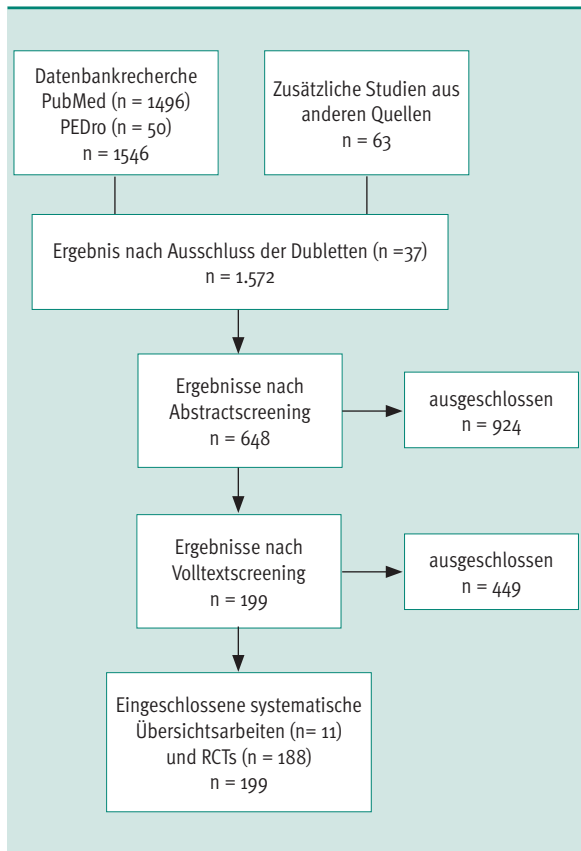 Datenbankrecherche
PubMed (n = 1496)
PEDro (n = 50)
n = 1546
Zusätzliche Studien aus
anderen Quellen
n = 63
Ergebnis nach Ausschluss der Dubletten (n =37)
n = 1.572
Ergebnisse nach
Abstractscreening
n = 648
ausgeschlossen
n = 924
Ergebnisse nach
Volltextscreening
n = 199
ausgeschlossen
n = 449
Eingeschlossene systematische
Übersichtsarbeiten (n= 11)
und RCTs (n = 188)
n = 199